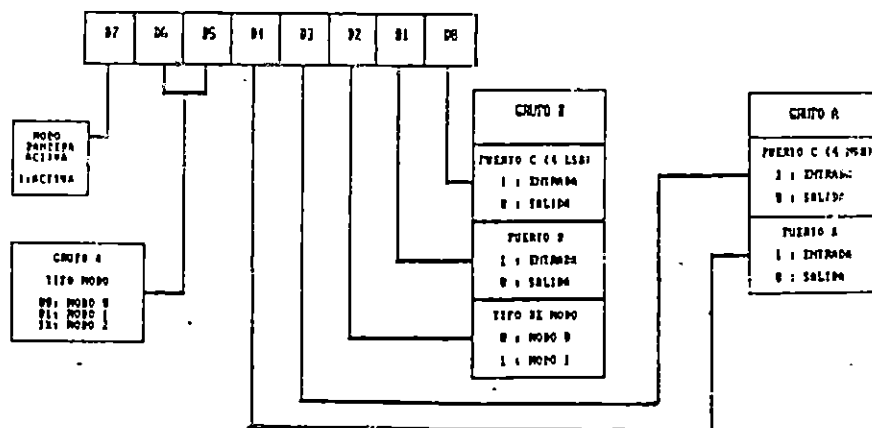 D7 D6 D5 D4 D3 D2 D1 D0
MODO
BANDERA
ACTIVA
1:ACTIVA
GRUPO A
TIPO MODO
00: MODO 0
01: MODO 1
1X: MODO 2
GRUPO B
PUERTO C (4 LSB)
1 : ENTRADA
0 : SALIDA
PUERTO B
1 : ENTRADA
0 : SALIDA
TIPO DE MODO
0 : MODO 0
1 : MODO 1
GRUPO A
PUERTO C (4 MSB)
1 : ENTRADA
0 : SALIDA
PUERTO A
1 : ENTRADA
0 : SALIDA